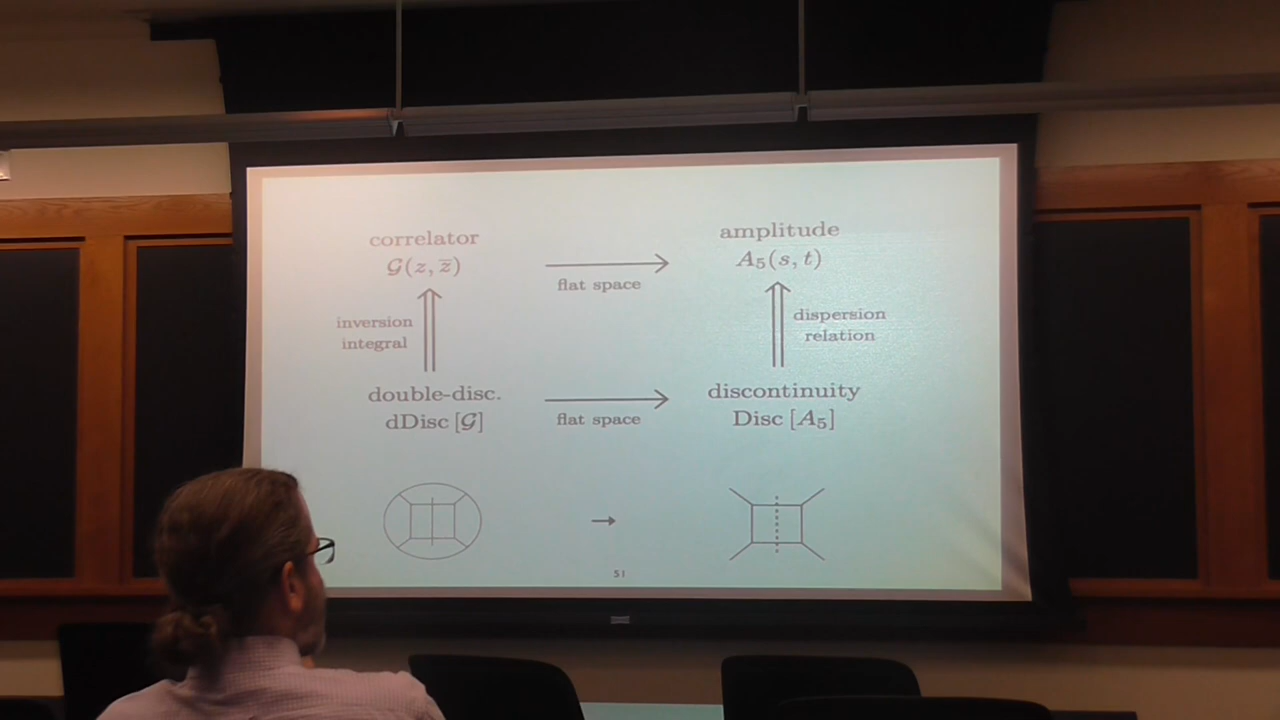 correlator
𝒢(z, z̅)
flat space
amplitude
A₅(s, t)
inversion
integral
dispersion
relation
double-disc.
dDisc [𝒢]
flat space
discontinuity
Disc [A₅]
51